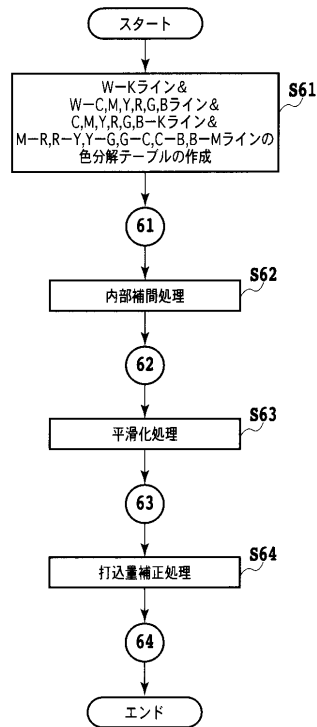 スタート
W－Kライン＆
W－C,M,Y,R,G,Bライン＆
C,M,Y,R,G,B－Kライン＆
M－R,R－Y,Y－G,G－C,C－B,B－Mラインの
色分解テーブルの作成
S61
61
内部補間処理
S62
62
平滑化処理
S63
63
打込量補正処理
S64
64
エンド